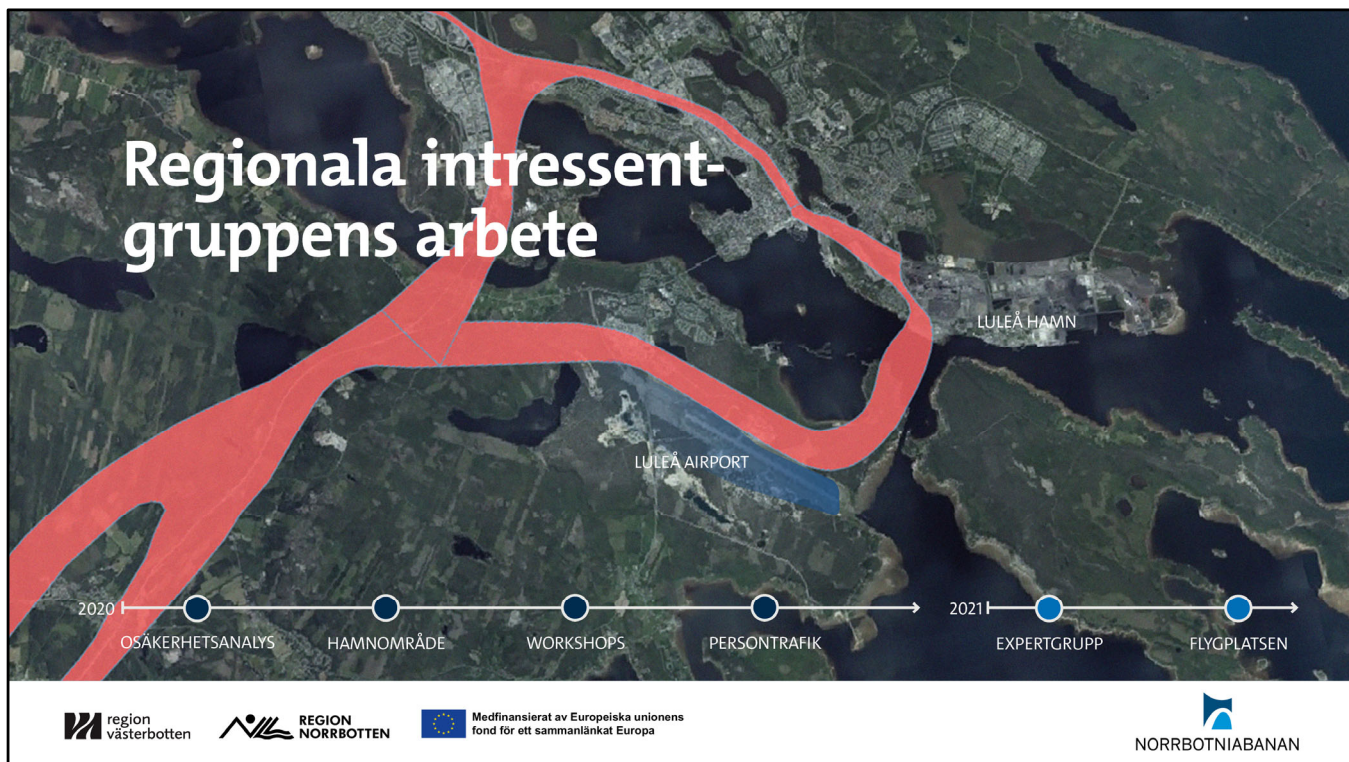 Regionala intressent-
gruppens arbete
LULEÅ HAMN
LULEÅ AIRPORT
2020
OSÄKERHETSANALYS
HAMNOMRÅDE
WORKSHOPS
PERSONTRAFIK
2021
EXPERTGRUPP
FLYGPLATSEN
region
västerbotten
REGION
NORRBOTTEN
Medfinansierat av Europeiska unionens
fond för ett sammanlänkat Europa
NORRBOTNIABANAN